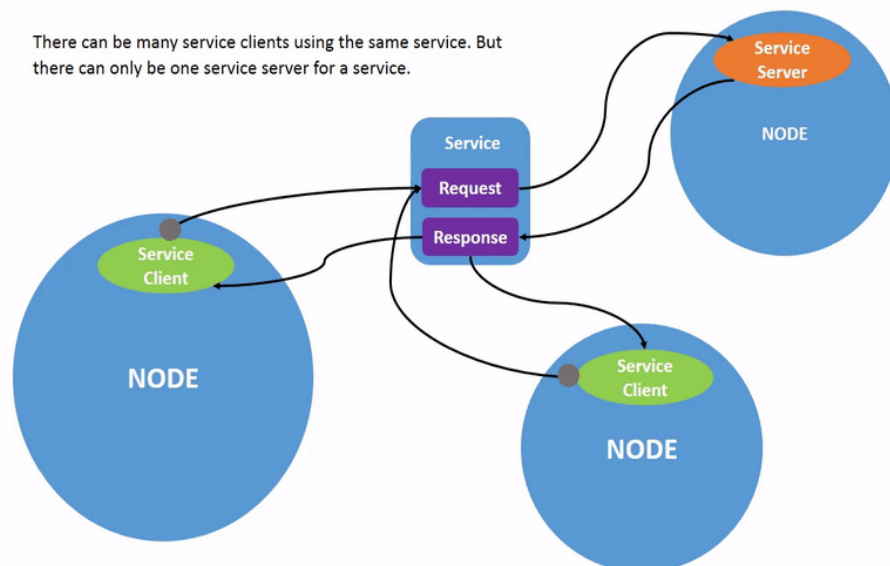 There can be many service clients using the same service. But
there can only be one service server for a service.
Service
Server
NODE
Service
Request
Response
Service
Client
NODE
Service
Client
NODE